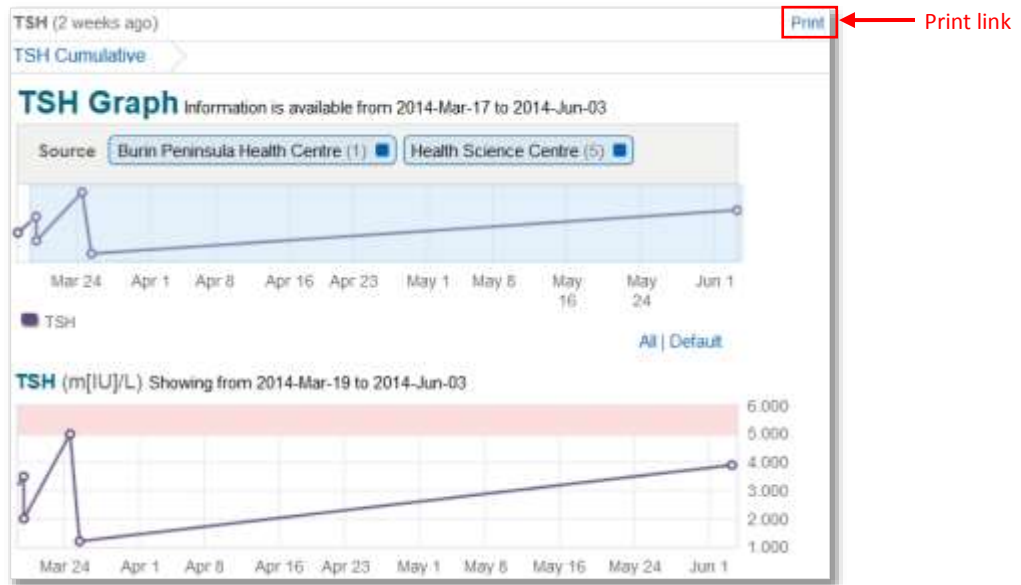 TSH (2 weeks ago) Print Print link
TSH Cumulative
TSH Graph Information is available from 2014-Mar-17 to 2014-Jun-03
Source Burin Peninsula Health Centre (1) Health Science Centre (5)
Mar 24 Apr 1 Apr 8 Apr 16 Apr 23 May 1 May 8 May 16 May 24 Jun 1
TSH
All | Default
TSH (m[IU]/L) Showing from 2014-Mar-19 to 2014-Jun-03
6.000
5.000
4.000
3.000
2.000
1.000
Mar 24 Apr 1 Apr 8 Apr 16 Apr 23 May 1 May 8 May 16 May 24 Jun 1